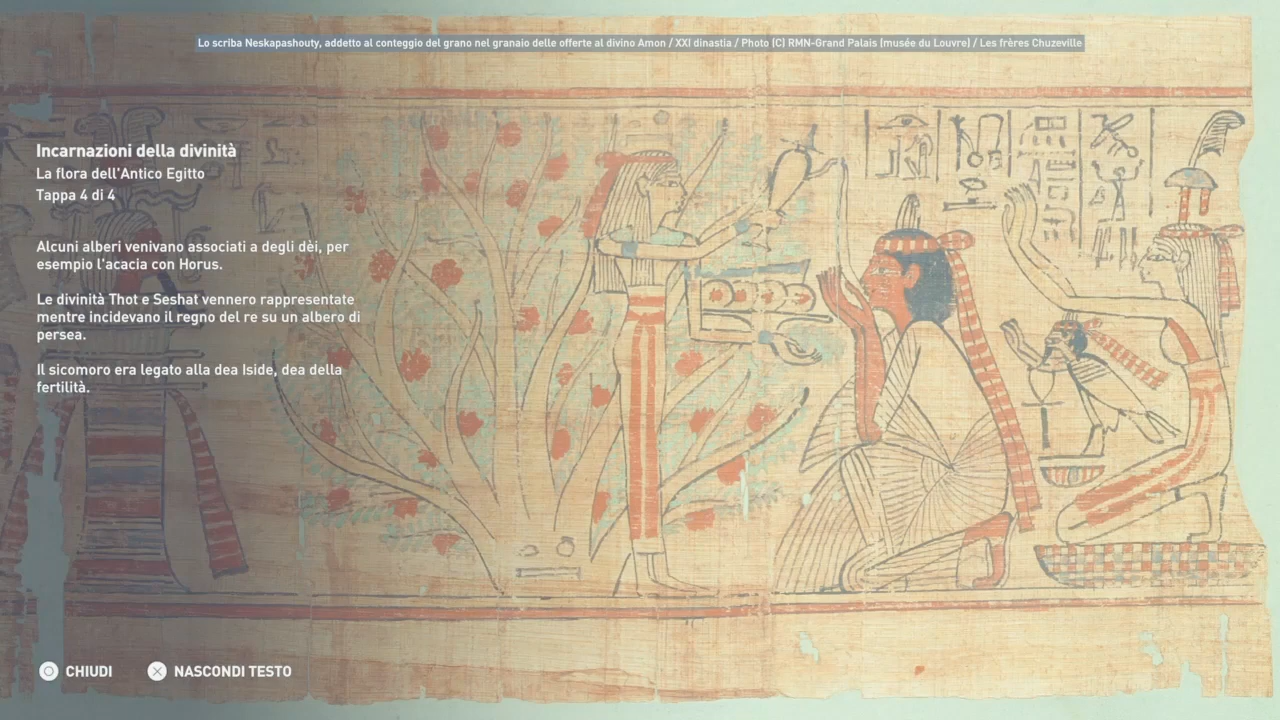 Lo scriba Neskapashouty, addetto al conteggio del grano nel granaio delle offerte al divino Amon / XXI dinastia / Photo (C) RMN-Grand Palais (musée du Louvre) / Les frères Chuzeville
Incarnazioni della divinità
La flora dell'Antico Egitto
Tappa 4 di 4
Alcuni alberi venivano associati a degli dèi, per
esempio l'acacia con Horus.
Le divinità Thot e Seshat vennero rappresentate
mentre incidevano il regno del re su un albero di
persea.
Il sicomoro era legato alla dea Iside, dea della
fertilità.
CHIUDI
NASCONDI TESTO